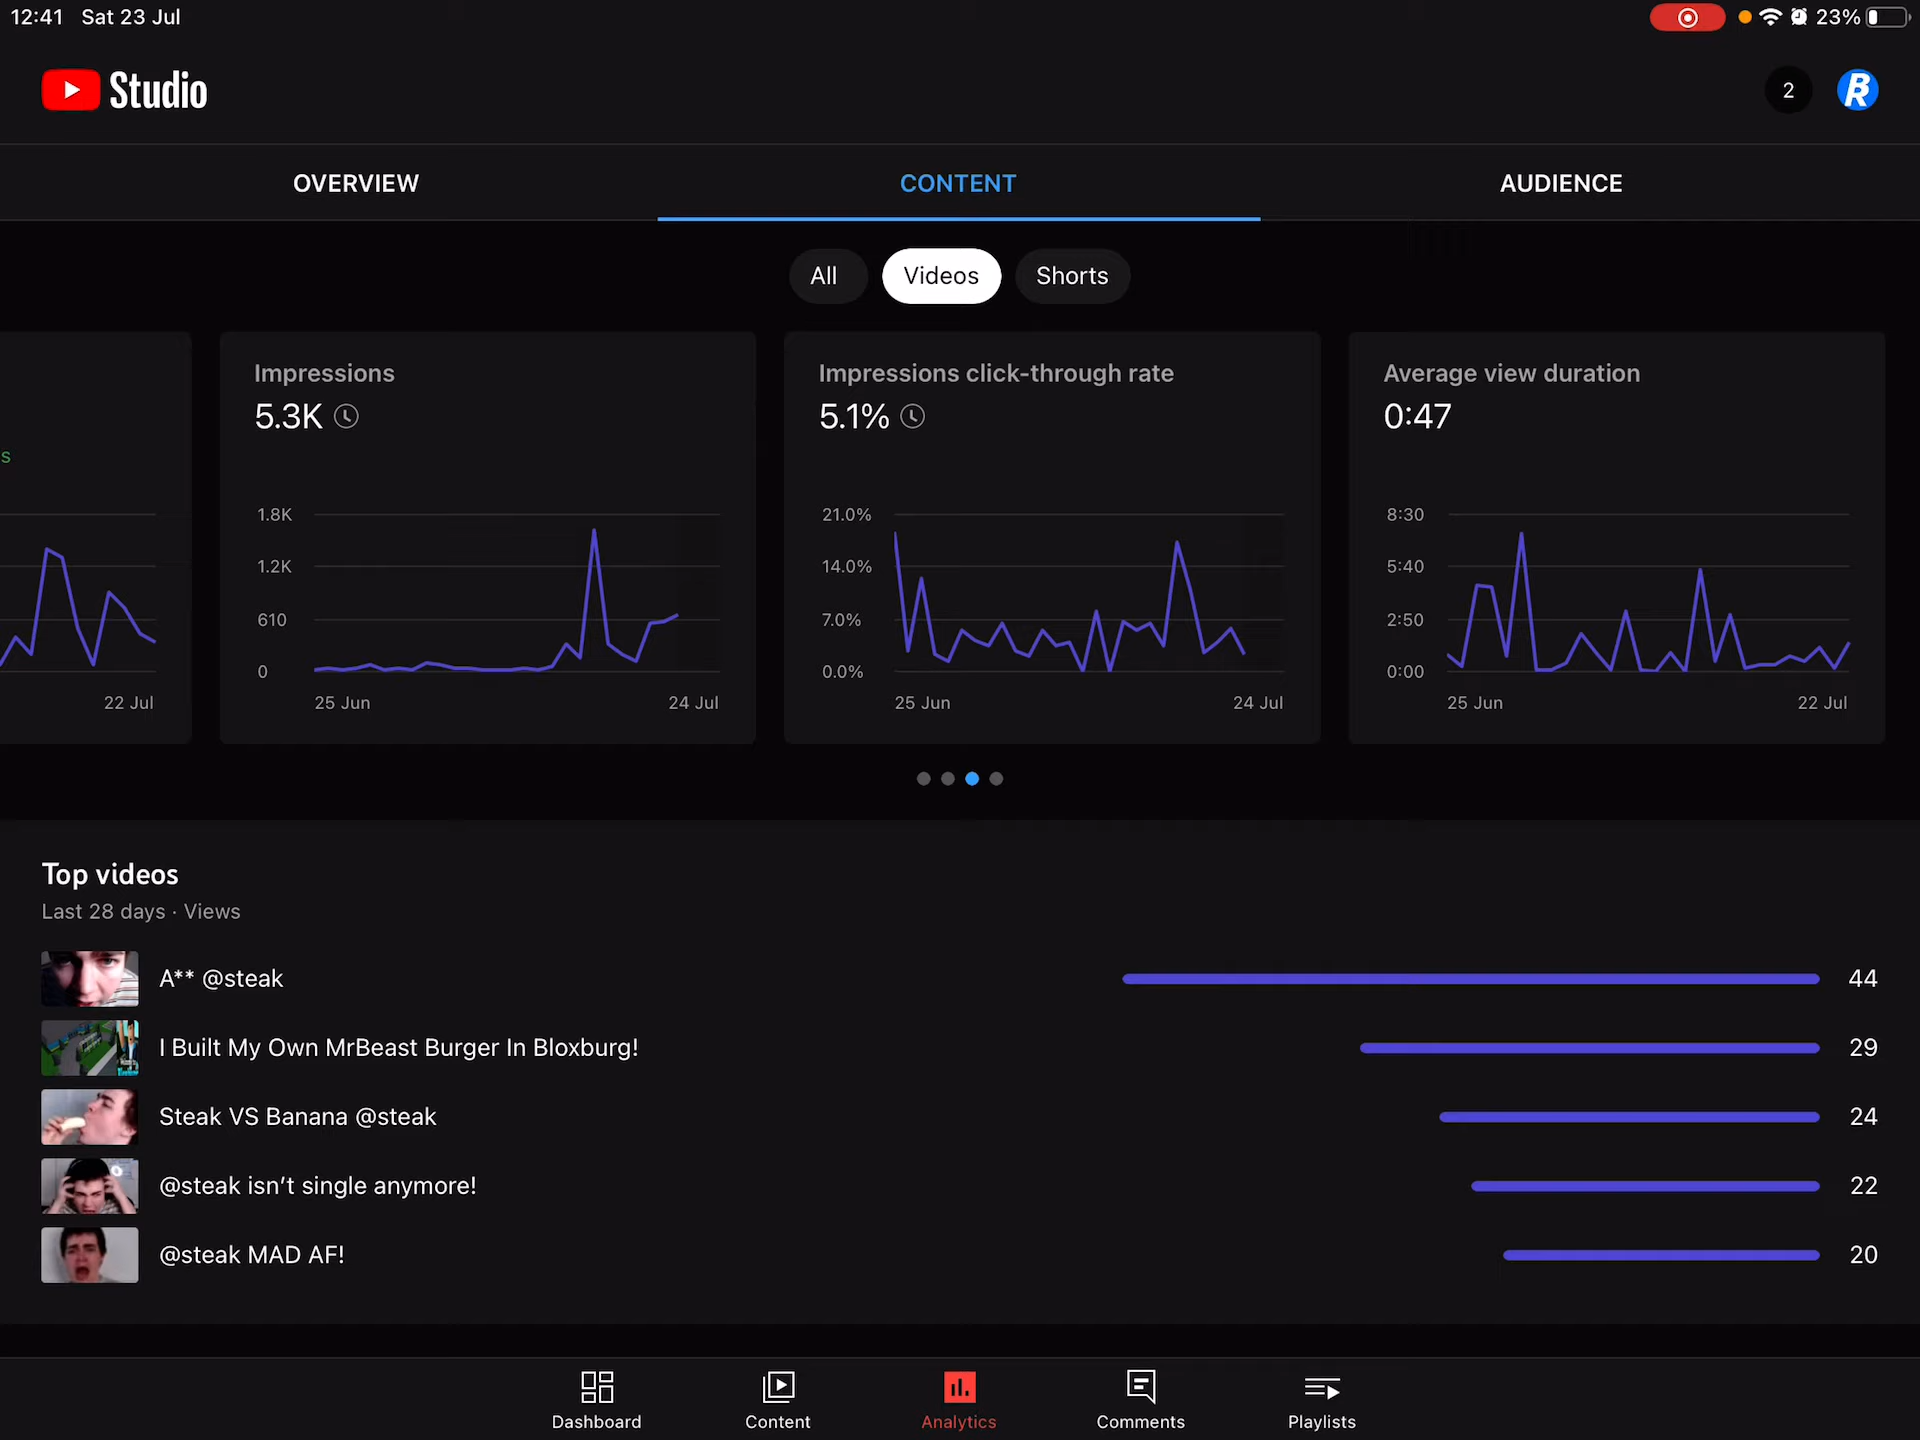 12:41 Sat 23 Jul
23%
Studio
2
R
OVERVIEW
CONTENT
AUDIENCE
All
Videos
Shorts
s
22 Jul
Impressions
5.3K
1.8K
1.2K
610
0
25 Jun
24 Jul
Impressions click-through rate
5.1%
21.0%
14.0%
7.0%
0.0%
25 Jun
24 Jul
Average view duration
0:47
8:30
5:40
2:50
0:00
25 Jun
22 Jul
Top videos
Last 28 days · Views
A** @steak
44
I Built My Own MrBeast Burger In Bloxburg!
29
Steak VS Banana @steak
24
@steak isn’t single anymore!
22
@steak MAD AF!
20
Dashboard
Content
Analytics
Comments
Playlists